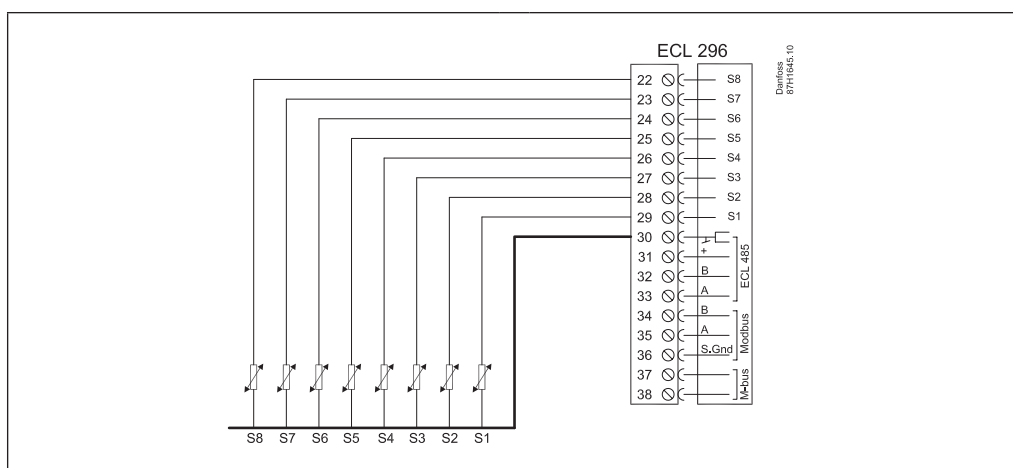 ECL 296
Danfoss
87H1645.10
22 S8
23 S7
24 S6
25 S5
26 S4
27 S3
28 S2
29 S1
30
31 +
32 B
33 A
ECL 485
34 B
35 A
36 S.Gnd
Modbus
37
38
M-bus
S8 S7 S6 S5 S4 S3 S2 S1